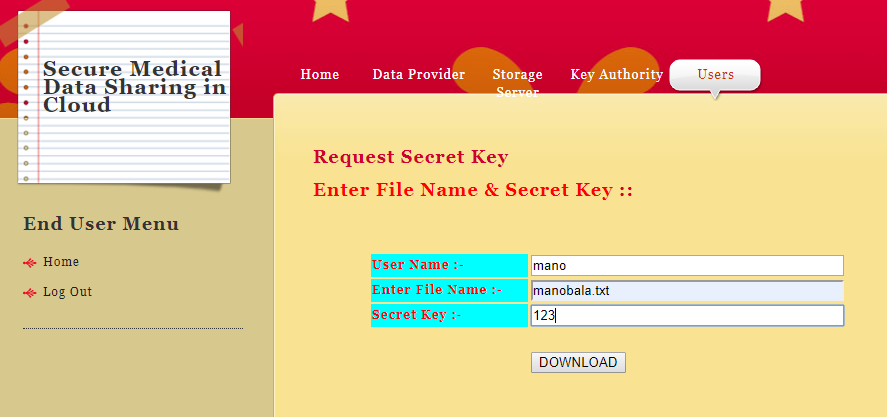 Secure Medical
Data Sharing in
Cloud
Home
Data Provider
Storage
Server
Key Authority
Users
Request Secret Key
Enter File Name & Secret Key ::
End User Menu
Home
Log Out
User Name :- mano
Enter File Name :- manobala.txt
Secret Key :- 123
DOWNLOAD